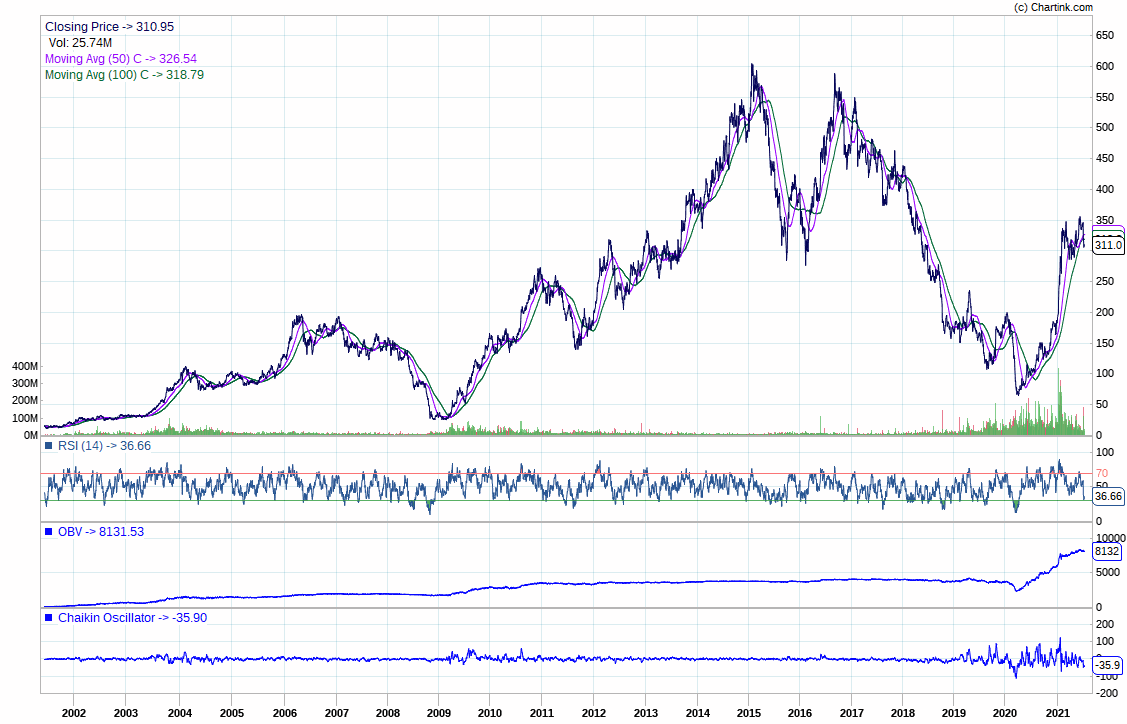 (c) Chartink.com
Closing Price -> 310.95
Vol: 25.74M
Moving Avg (50) C -> 326.54
Moving Avg (100) C -> 318.79
650
600
550
500
450
400
350
311.0
250
200
150
100
50
0
400M
300M
200M
100M
0M
RSI (14) -> 36.66
100
70
50
36.66
0
OBV -> 8131.53
10000
8132
5000
0
Chaikin Oscillator -> -35.90
200
100
-35.9
-100
-200
2002 2003 2004 2005 2006 2007 2008 2009 2010 2011 2012 2013 2014 2015 2016 2017 2018 2019 2020 2021